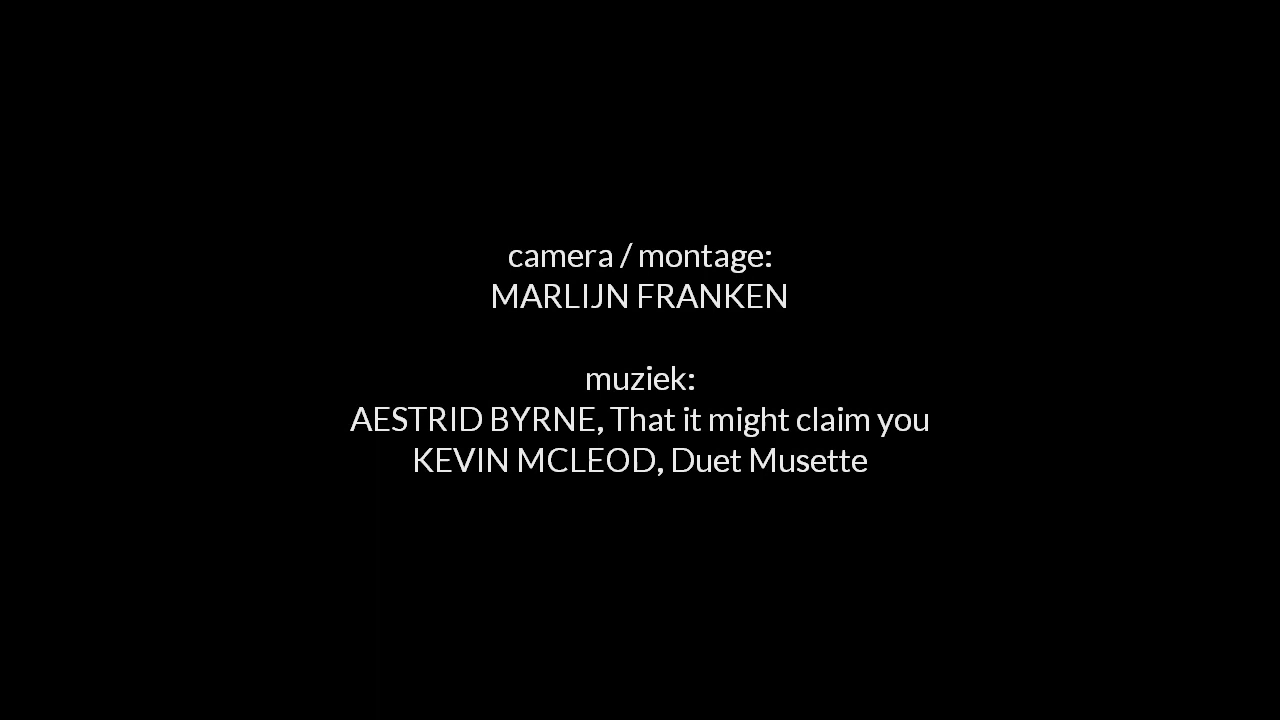 camera / montage:
MARLIJN FRANKEN
muziek:
AESTRID BYRNE, That it might claim you
KEVIN MCLEOD, Duet Musette